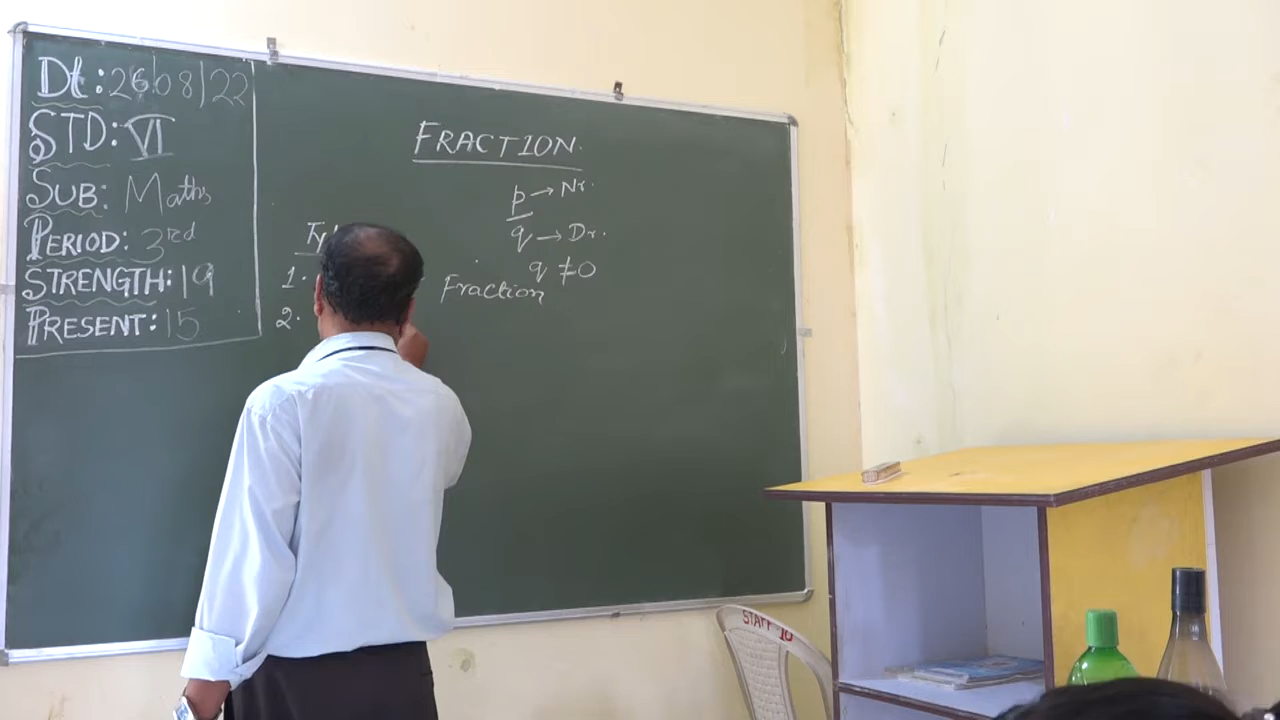 Dt: 26/08/22
STD: VI
SUB: Maths
PERIOD: 3rd
STRENGTH: 19
PRESENT: 15
FRACTION.
p → Nr.
q → Dr.
q ≠ 0
1. Fraction
2.
STAFF-10